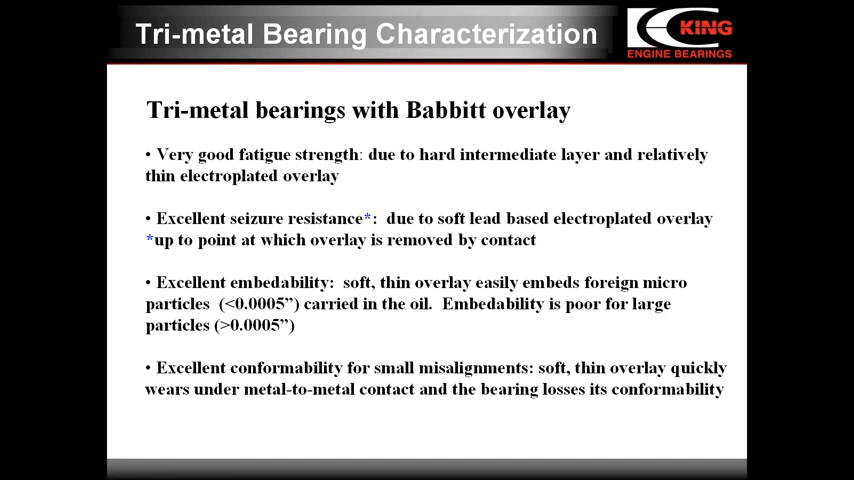 Tri-metal Bearing Characterization
KING
ENGINE BEARINGS
Tri-metal bearings with Babbitt overlay
• Very good fatigue strength: due to hard intermediate layer and relatively
thin electroplated overlay
• Excellent seizure resistance*: due to soft lead based electroplated overlay
*up to point at which overlay is removed by contact
• Excellent embedability: soft, thin overlay easily embeds foreign micro
particles (<0.0005”) carried in the oil. Embedability is poor for large
particles (>0.0005”)
• Excellent conformability for small misalignments: soft, thin overlay quickly
wears under metal-to-metal contact and the bearing losses its conformability